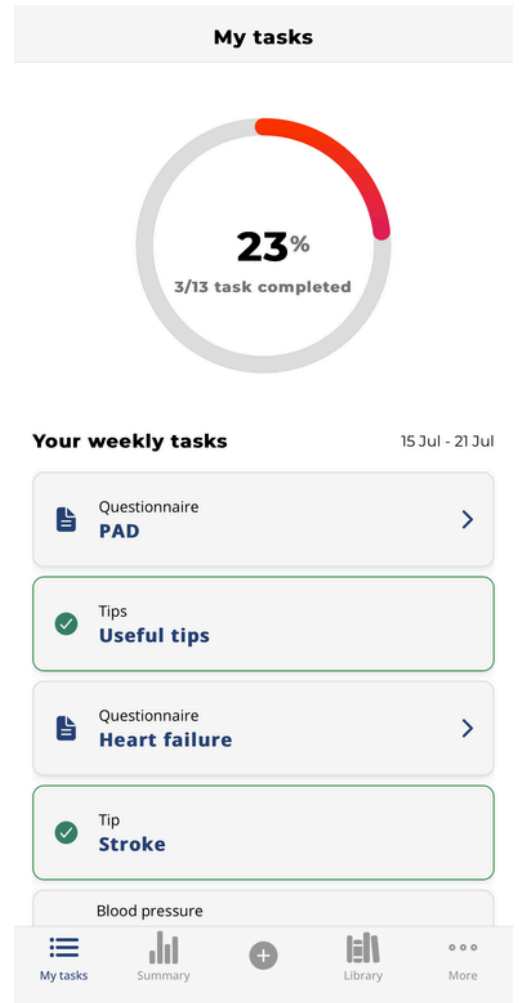 My tasks
23%
3/13 task completed
Your weekly tasks
15 Jul - 21 Jul
Questionnaire
PAD
Tips
Useful tips
Questionnaire
Heart failure
Tip
Stroke
Blood pressure
My tasks
Summary
Library
More